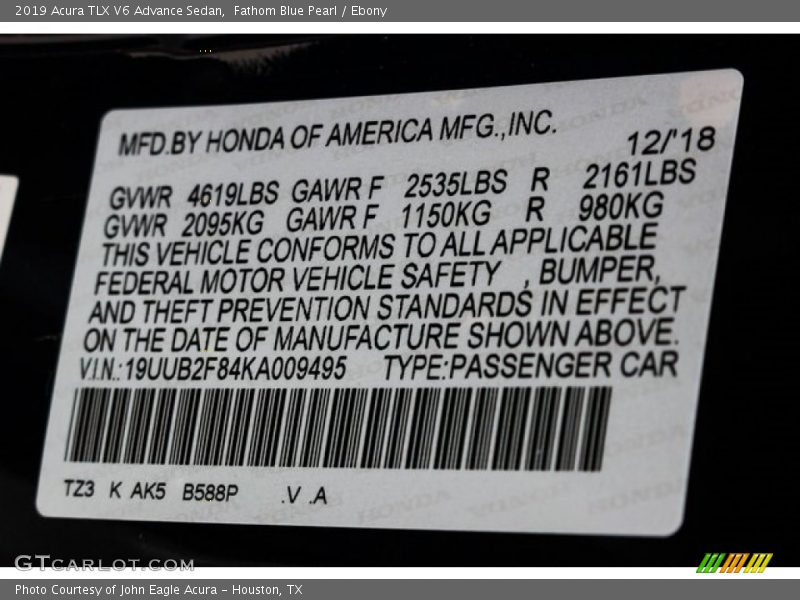 2019 Acura TLX V6 Advance Sedan,  Fathom Blue Pearl / Ebony
MFD.BY HONDA OF AMERICA MFG.,INC.
12/'18
GVWR 4619LBS GAWR F 2535LBS R 2161LBS
GVWR 2095KG GAWR F 1150KG R 980KG
THIS VEHICLE CONFORMS TO ALL APPLICABLE
FEDERAL MOTOR VEHICLE SAFETY , BUMPER,
AND THEFT PREVENTION STANDARDS IN EFFECT
ON THE DATE OF MANUFACTURE SHOWN ABOVE.
V.I.N.:19UUB2F84KA009495 TYPE:PASSENGER CAR
TZ3 K AK5 B588P .V .A
GTCARLOT.COM
Photo Courtesy of John Eagle Acura - Houston, TX